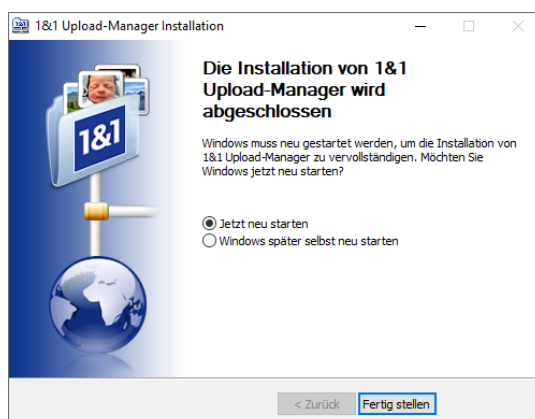 1&1 Upload-Manager Installation
Die Installation von 1&1
Upload-Manager wird
abgeschlossen
1&1
Windows muss neu gestartet werden, um die Installation von
1&1 Upload-Manager zu vervollständigen. Möchten Sie
Windows jetzt neu starten?
Jetzt neu starten
Windows später selbst neu starten
< Zurück
Fertig stellen